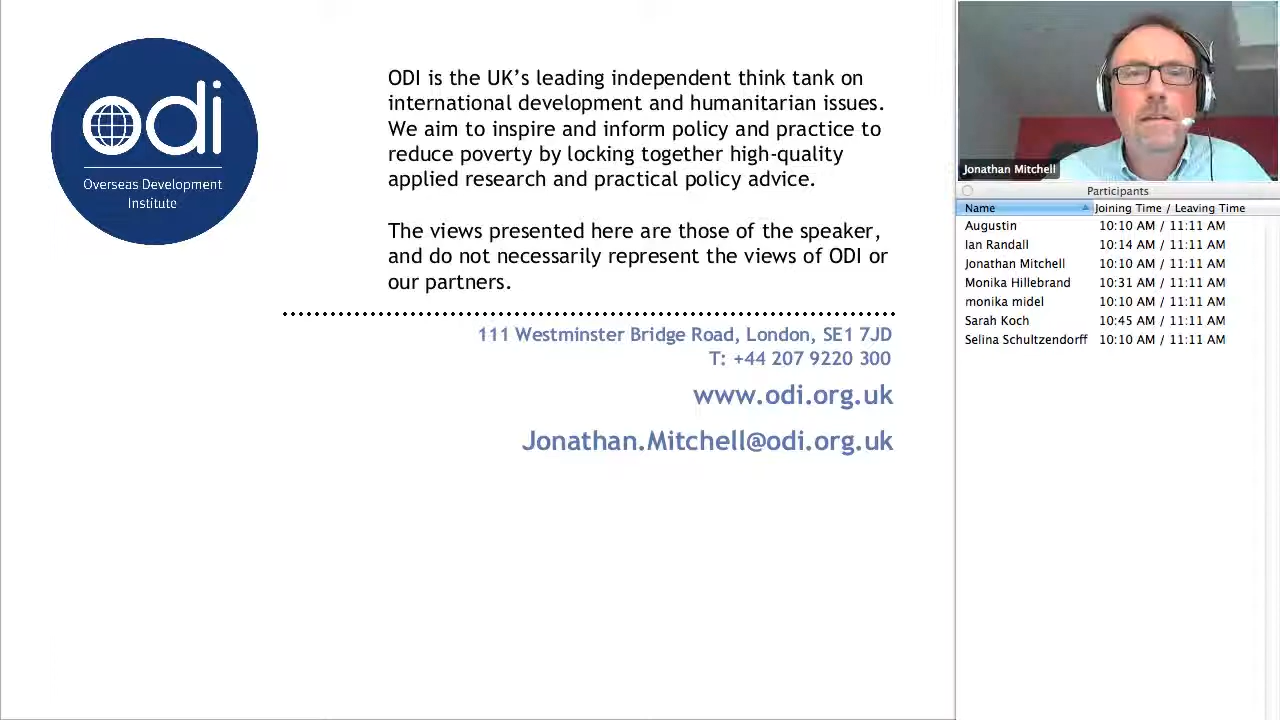 odi
Overseas Development
Institute
ODI is the UK’s leading independent think tank on
international development and humanitarian issues.
We aim to inspire and inform policy and practice to
reduce poverty by locking together high-quality
applied research and practical policy advice.
The views presented here are those of the speaker,
and do not necessarily represent the views of ODI or
our partners.
111 Westminster Bridge Road, London, SE1 7JD
T: +44 207 9220 300
www.odi.org.uk
Jonathan.Mitchell@odi.org.uk
Jonathan Mitchell
Participants
Name Joining Time / Leaving Time
Augustin 10:10 AM / 11:11 AM
Ian Randall 10:14 AM / 11:11 AM
Jonathan Mitchell 10:10 AM / 11:11 AM
Monika Hillebrand 10:31 AM / 11:11 AM
monika midel 10:10 AM / 11:11 AM
Sarah Koch 10:45 AM / 11:11 AM
Selina Schultzendorff 10:10 AM / 11:11 AM